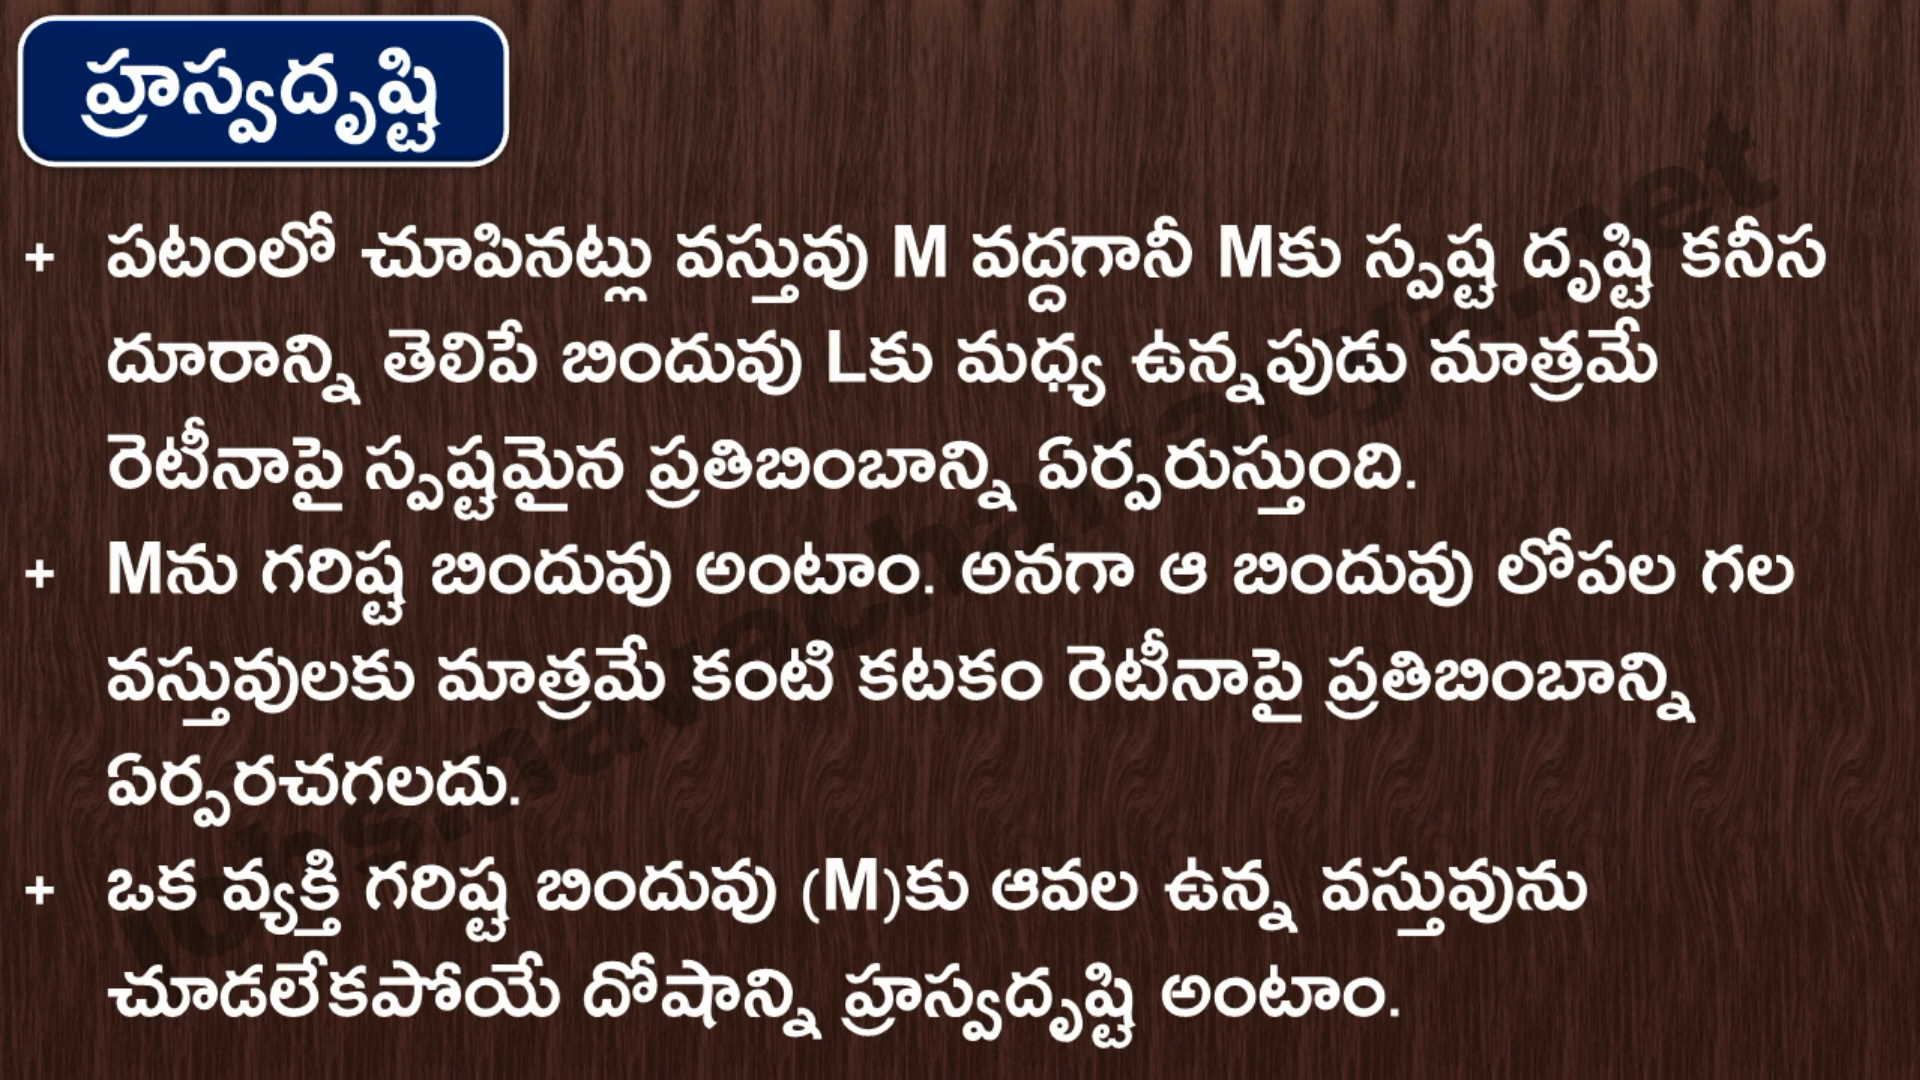 హ్రస్వదృష్టి
+ పటంలో చూపినట్లు వస్తువు M వద్దగానీ Mకు స్పష్ట దృష్టి కనీస
దూరాన్ని తెలిపే బిందువు Lకు మధ్య ఉన్నపుడు మాత్రమే
రెటీనాపై స్పష్టమైన ప్రతిబింబాన్ని ఏర్పరుస్తుంది.
+ Mను గరిష్ట బిందువు అంటాం. అనగా ఆ బిందువు లోపల గల
వస్తువులకు మాత్రమే కంటి కటకం రెటీనాపై ప్రతిబింబాన్ని
ఏర్పరచగలదు.
+ ఒక వ్యక్తి గరిష్ట బిందువు (M)కు ఆవల ఉన్న వస్తువును
చూడలేకపోయే దోషాన్ని హ్రస్వదృష్టి అంటాం.